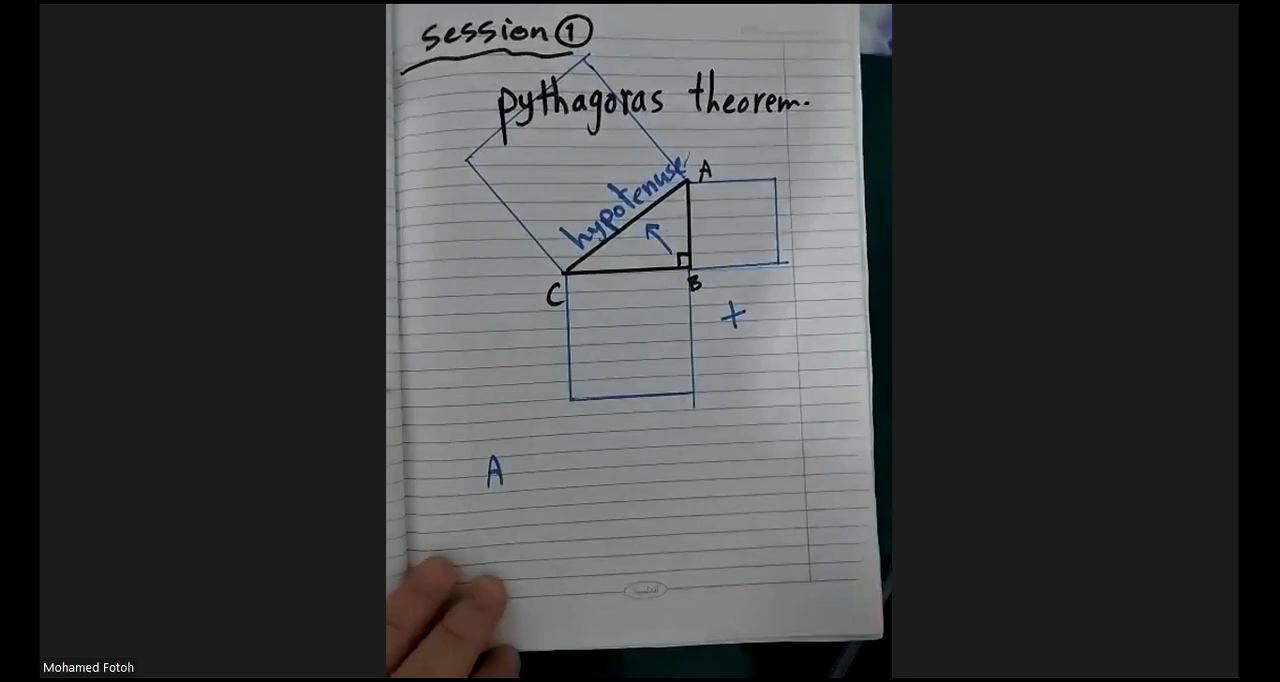 session ①
pythagoras theorem.
hypotenuse
A
C
B
+
A
Mohamed Fotoh